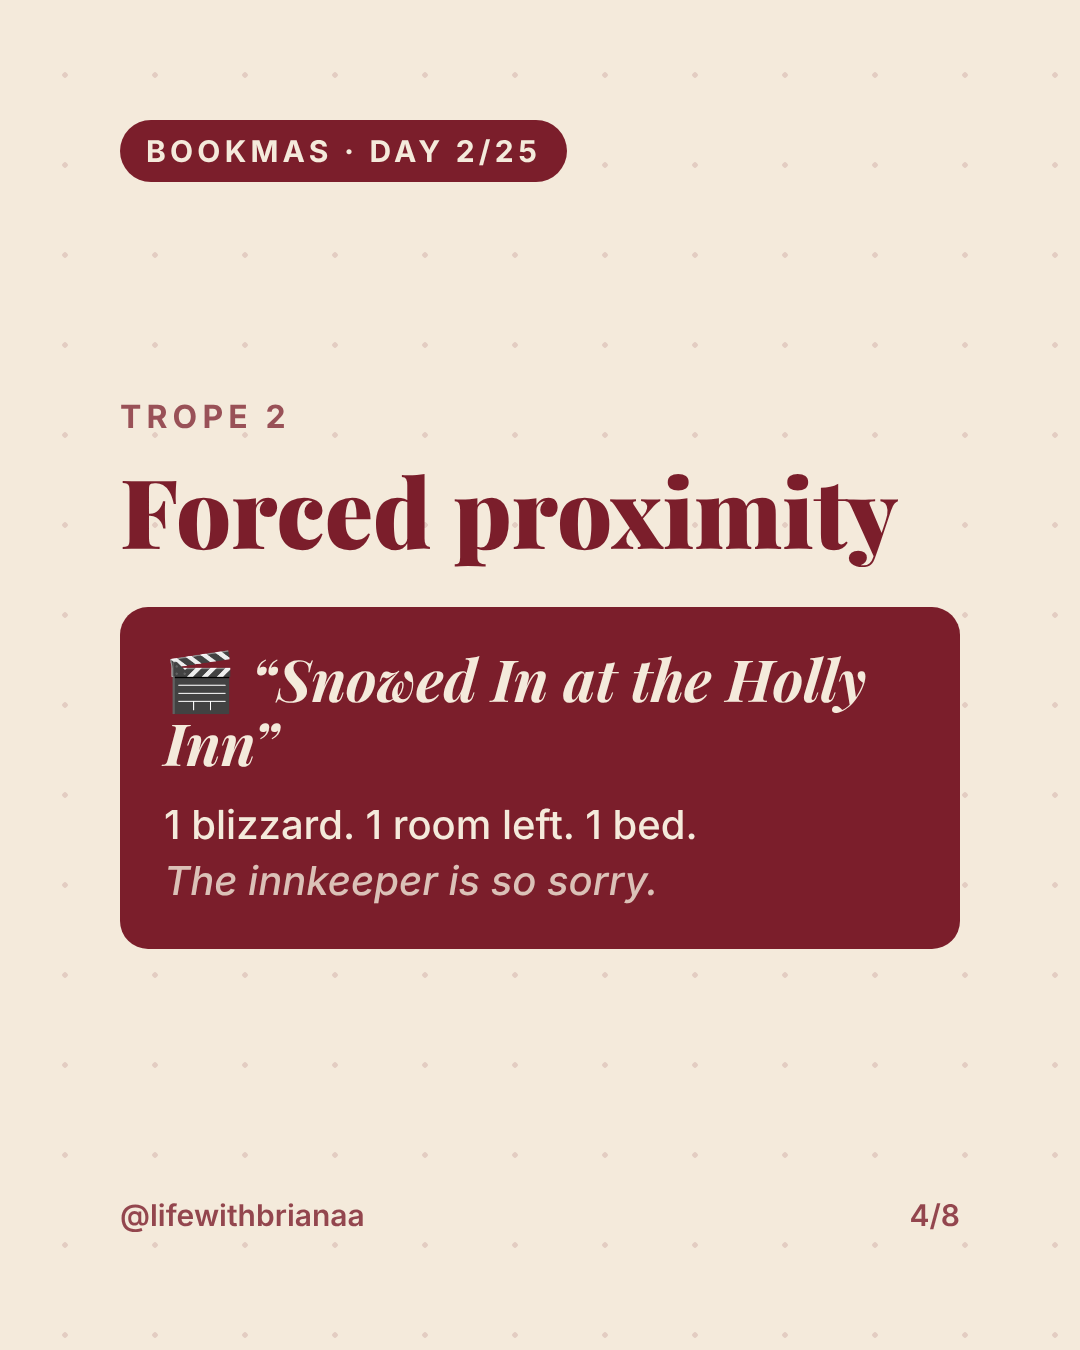 BOOKMAS · DAY 2/25
TROPE 2
Forced proximity
🎬 “Snowed In at the Holly
Inn”
1 blizzard. 1 room left. 1 bed.
The innkeeper is so sorry.
@lifewithbrianaa
4/8